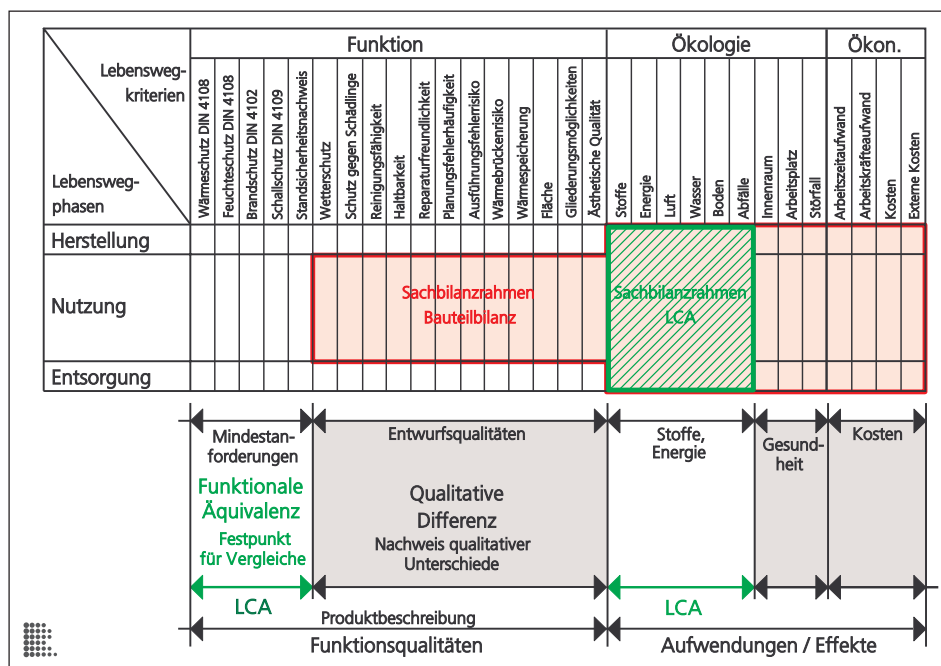 Funktion
Ökologie
Ökon.
Lebensweg-
kriterien
Lebensweg-
phasen
Wärmeschutz DIN 4108
Feuchteschutz DIN 4108
Brandschutz DIN 4102
Schallschutz DIN 4109
Standsicherheitsnachweis
Wetterschutz
Schutz gegen Schädlinge
Reinigungsfähigkeit
Haltbarkeit
Reparaturfreundlichkeit
Planungsfehlerhäufigkeit
Ausführungsfehlerrisiko
Wärmebrückenrisiko
Wärmespeicherung
Fläche
Gliederungsmöglichkeiten
Ästhetische Qualität
Stoffe
Energie
Luft
Wasser
Boden
Abfälle
Innenraum
Arbeitsplatz
Störfall
Arbeitszeitaufwand
Arbeitskräfteaufwand
Kosten
Externe Kosten
Herstellung
Nutzung
Sachbilanzrahmen
Bauteilbilanz
Sachbilanzrahmen
LCA
Entsorgung
Mindestan-
forderungen
Funktionale
Äquivalenz
Festpunkt
für Vergleiche
LCA
Entwurfsqualitäten
Qualitative
Differenz
Nachweis qualitativer
Unterschiede
Stoffe,
Energie
LCA
Gesund-
heit
Kosten
Produktbeschreibung
Funktionsqualitäten
Aufwendungen / Effekte